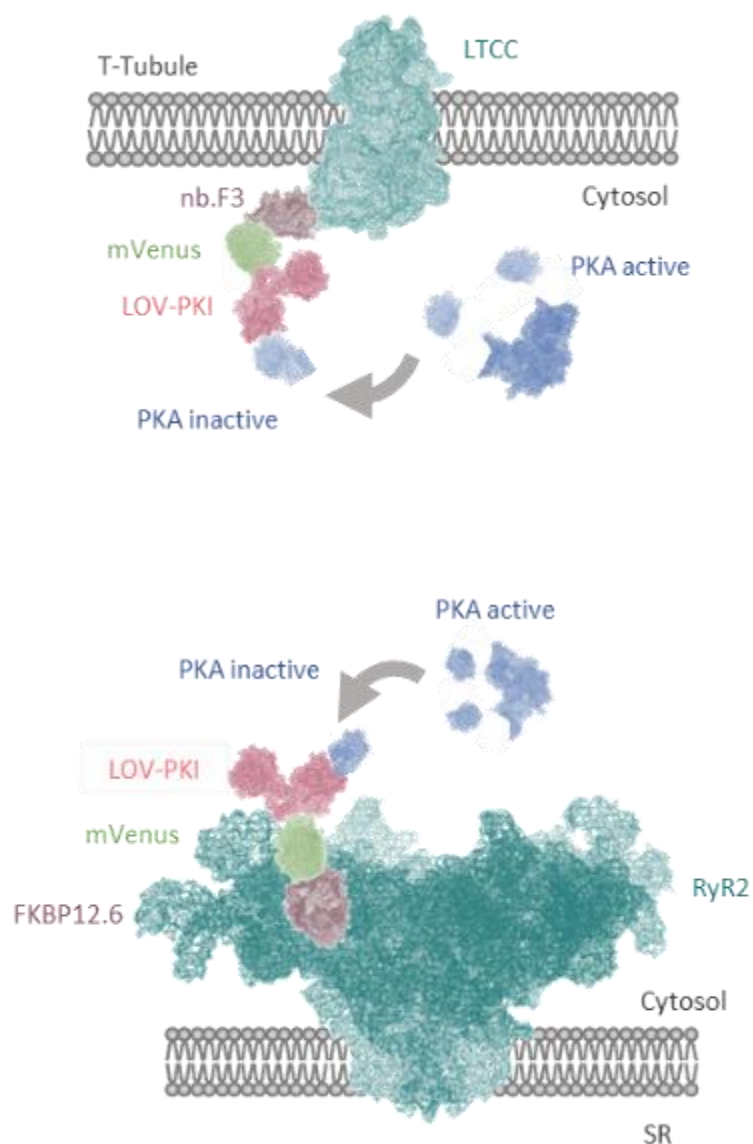 LTCC
T-Tubule
nb.F3
Cytosol
mVenus
PKA active
LOV-PKI
PKA inactive
PKA active
PKA inactive
LOV-PKI
mVenus
RyR2
FKBP12.6
Cytosol
SR